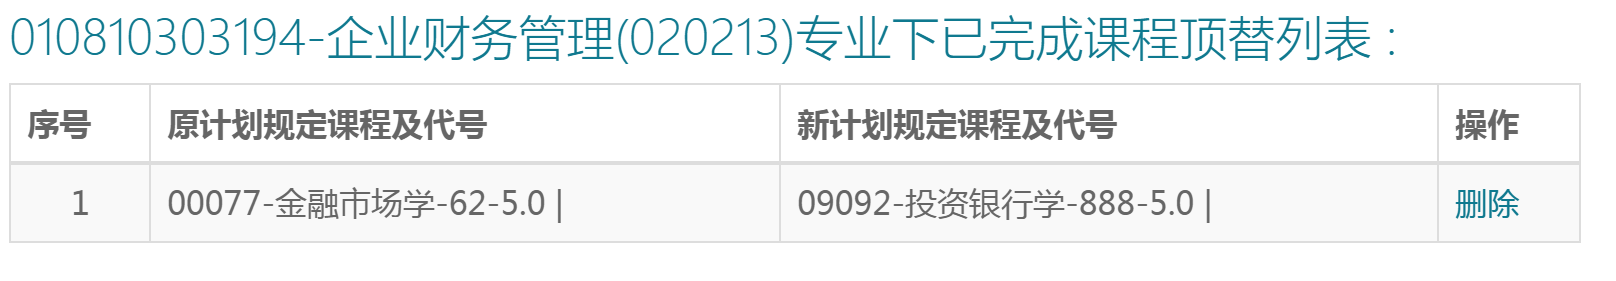 010810303194-企业财务管理(020213)专业下已完成课程顶替列表：
序号 原计划规定课程及代号 新计划规定课程及代号 操作
1 00077-金融市场学-62-5.0 | 09092-投资银行学-888-5.0 | 删除